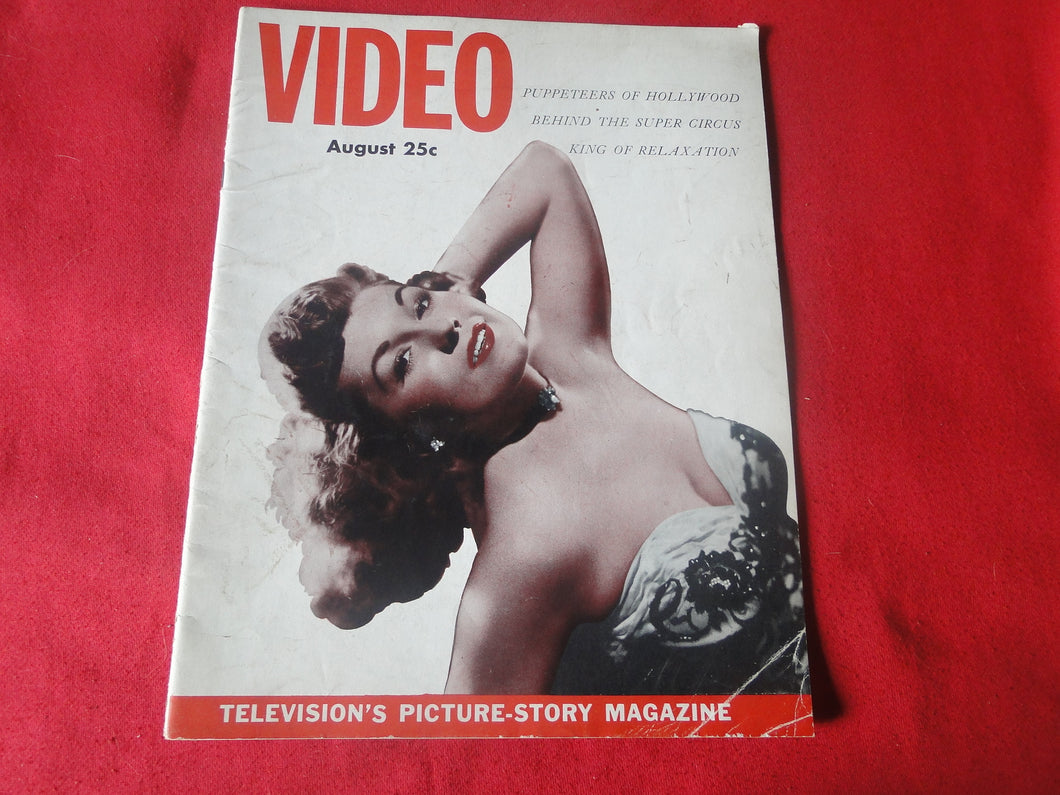 VIDEO
August 25c
PUPPETEERS OF HOLLYWOOD
BEHIND THE SUPER CIRCUS
KING OF RELAXATION
TELEVISION'S PICTURE-STORY MAGAZINE